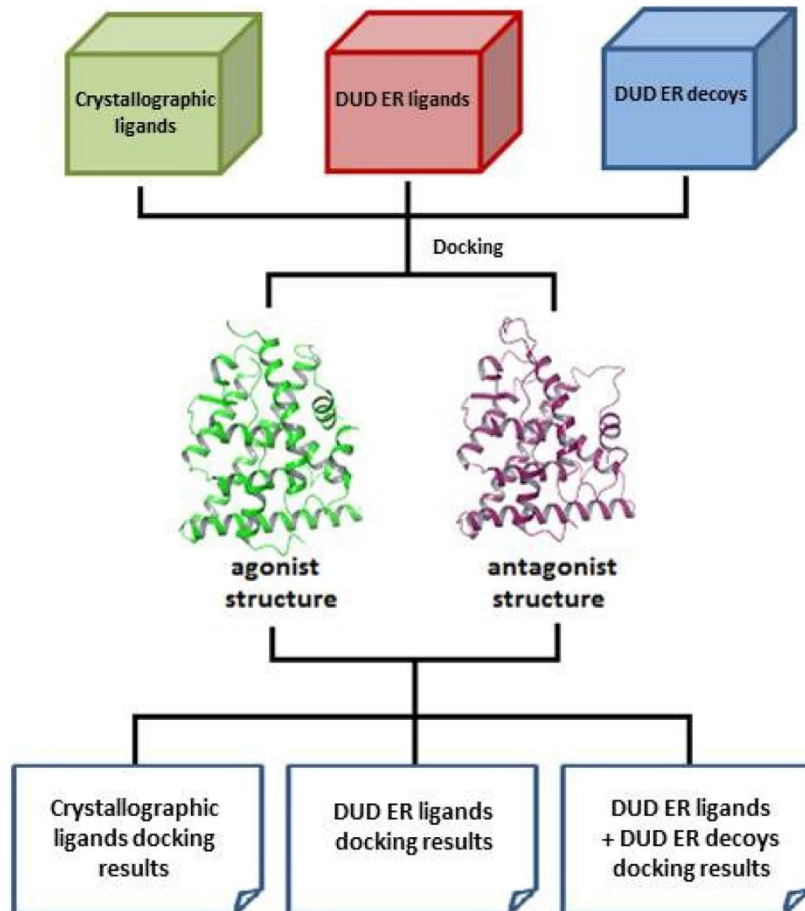 Crystallographic
ligands
DUD ER ligands
DUD ER decoys
Docking
agonist
structure
antagonist
structure
Crystallographic
ligands docking
results
DUD ER ligands
docking results
DUD ER ligands
+ DUD ER decoys
docking results